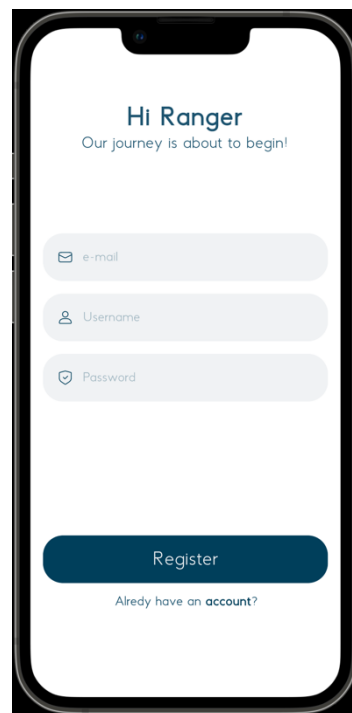 Hi Ranger
Our journey is about to begin!
e-mail
Username
Password
Register
Alredy have an account?